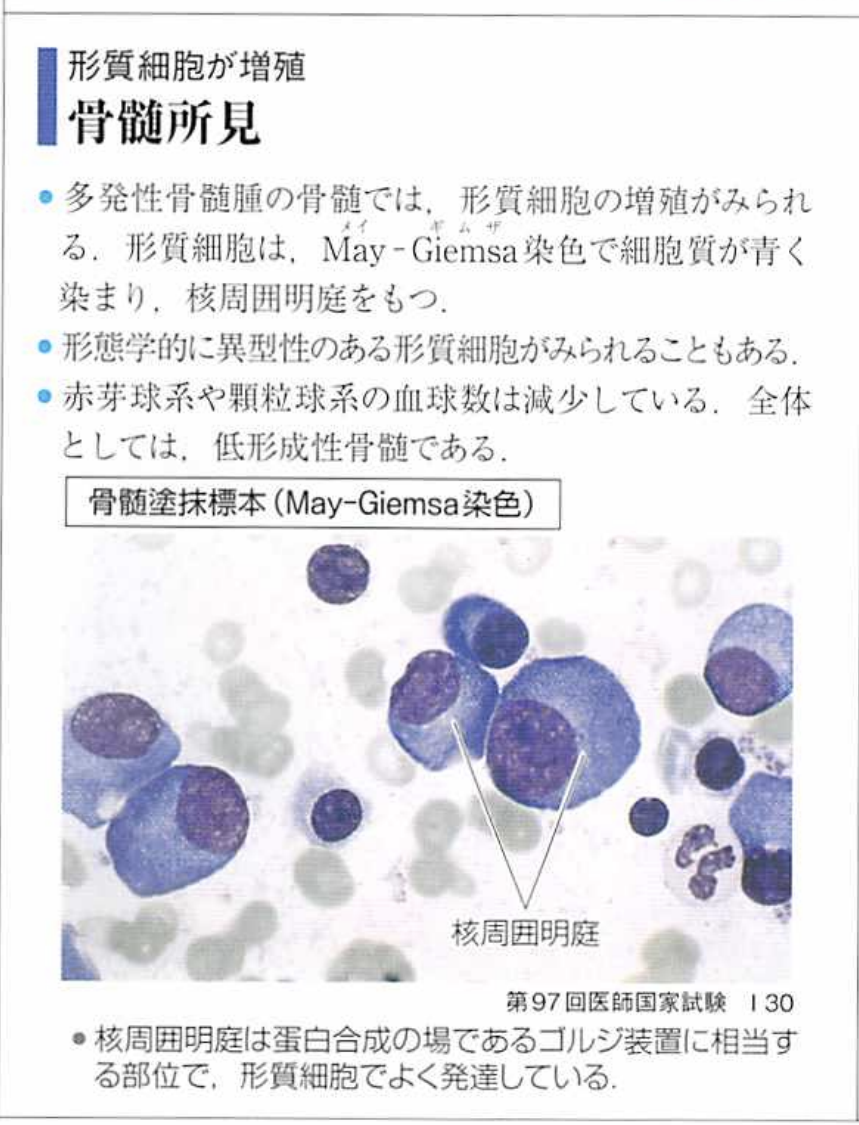 形質細胞が増殖
骨髄所見
● 多発性骨髄腫の骨髄では，形質細胞の増殖がみられ
メイ ギムザ
る．形質細胞は，May-Giemsa染色で細胞質が青く
染まり，核周囲明庭をもつ．
● 形態学的に異型性のある形質細胞がみられることもある．
● 赤芽球系や顆粒球系の血球数は減少している．全体
としては，低形成性骨髄である．
骨髄塗抹標本（May-Giemsa染色）
核周囲明庭
第97回医師国家試験 I 30
● 核周囲明庭は蛋白合成の場であるゴルジ装置に相当す
る部位で，形質細胞でよく発達している．